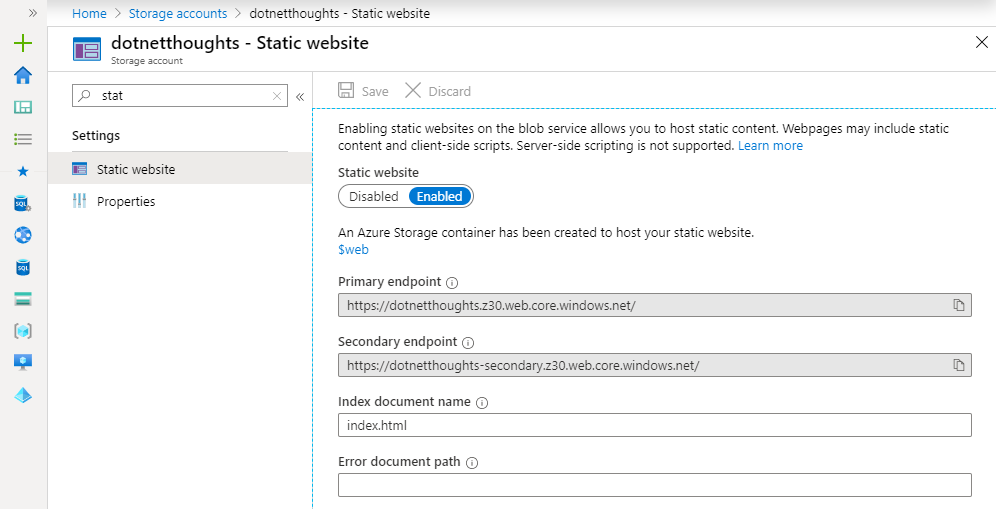 Home > Storage accounts > dotnetthoughts - Static website
dotnetthoughts - Static website
Storage account
stat
Settings
Static website
Properties
Save Discard
Enabling static websites on the blob service allows you to host static content. Webpages may include static
content and client-side scripts. Server-side scripting is not supported. Learn more
Static website
Disabled Enabled
An Azure Storage container has been created to host your static website.
$web
Primary endpoint
https://dotnetthoughts.z30.web.core.windows.net/
Secondary endpoint
https://dotnetthoughts-secondary.z30.web.core.windows.net/
Index document name
index.html
Error document path